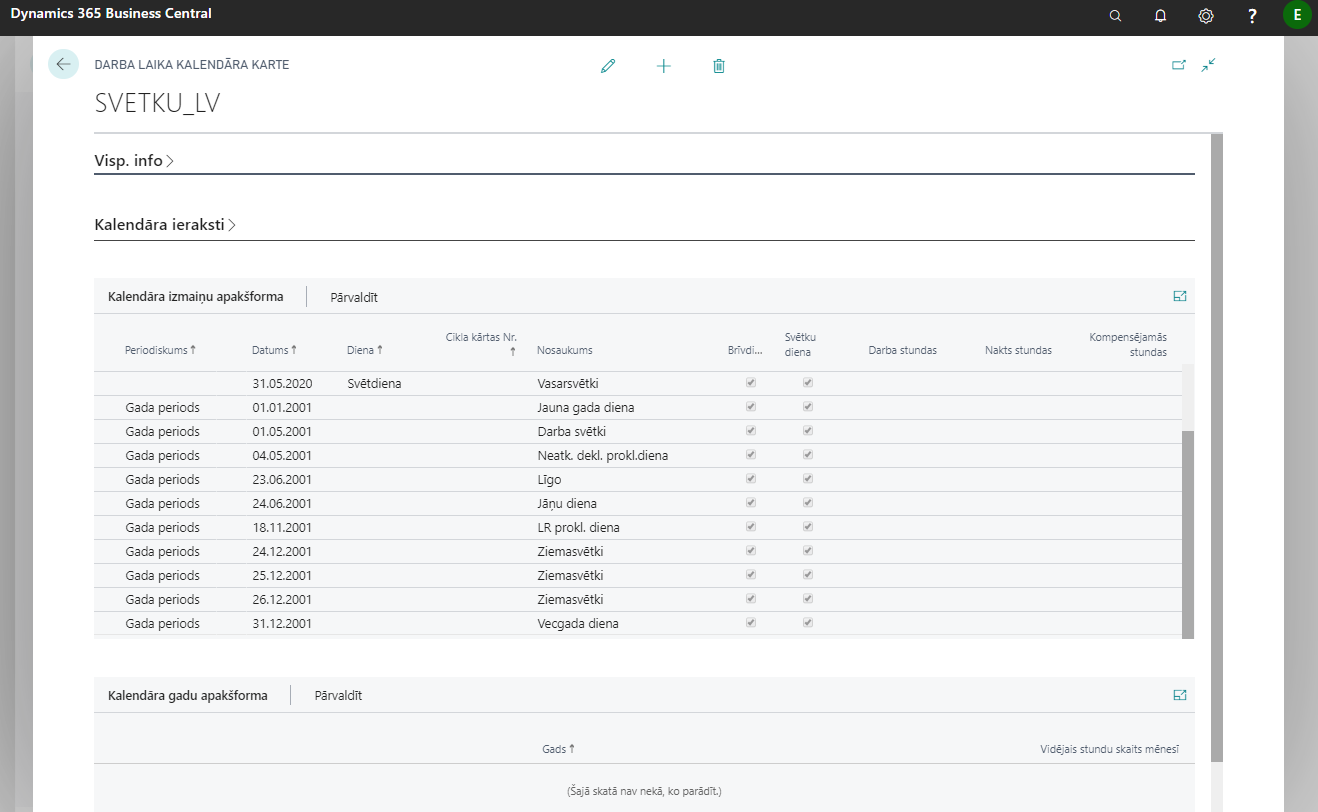 Dynamics 365 Business Central
? E
DARBA LAIKA KALENDĀRA KARTE
SVETKU_LV
Visp. info
Kalendāra ieraksti
Kalendāra izmaiņu apakšforma Pārvaldīt
Periodiskums ↑ Datums ↑ Diena ↑ Cikla kārtas Nr. ↑ Nosaukums Brīvdi... Svētku diena Darba stundas Nakts stundas Kompensējamās stundas
31.05.2020 Svētdiena Vasarsvētki
Gada periods 01.01.2001 Jauna gada diena
Gada periods 01.05.2001 Darba svētki
Gada periods 04.05.2001 Neatk. dekl. prokl.diena
Gada periods 23.06.2001 Līgo
Gada periods 24.06.2001 Jāņu diena
Gada periods 18.11.2001 LR prokl. diena
Gada periods 24.12.2001 Ziemasvētki
Gada periods 25.12.2001 Ziemasvētki
Gada periods 26.12.2001 Ziemasvētki
Gada periods 31.12.2001 Vecgada diena
Kalendāra gadu apakšforma Pārvaldīt
Gads ↑ Vidējais stundu skaits mēnesī
(Šajā skatā nav nekā, ko parādīt.)